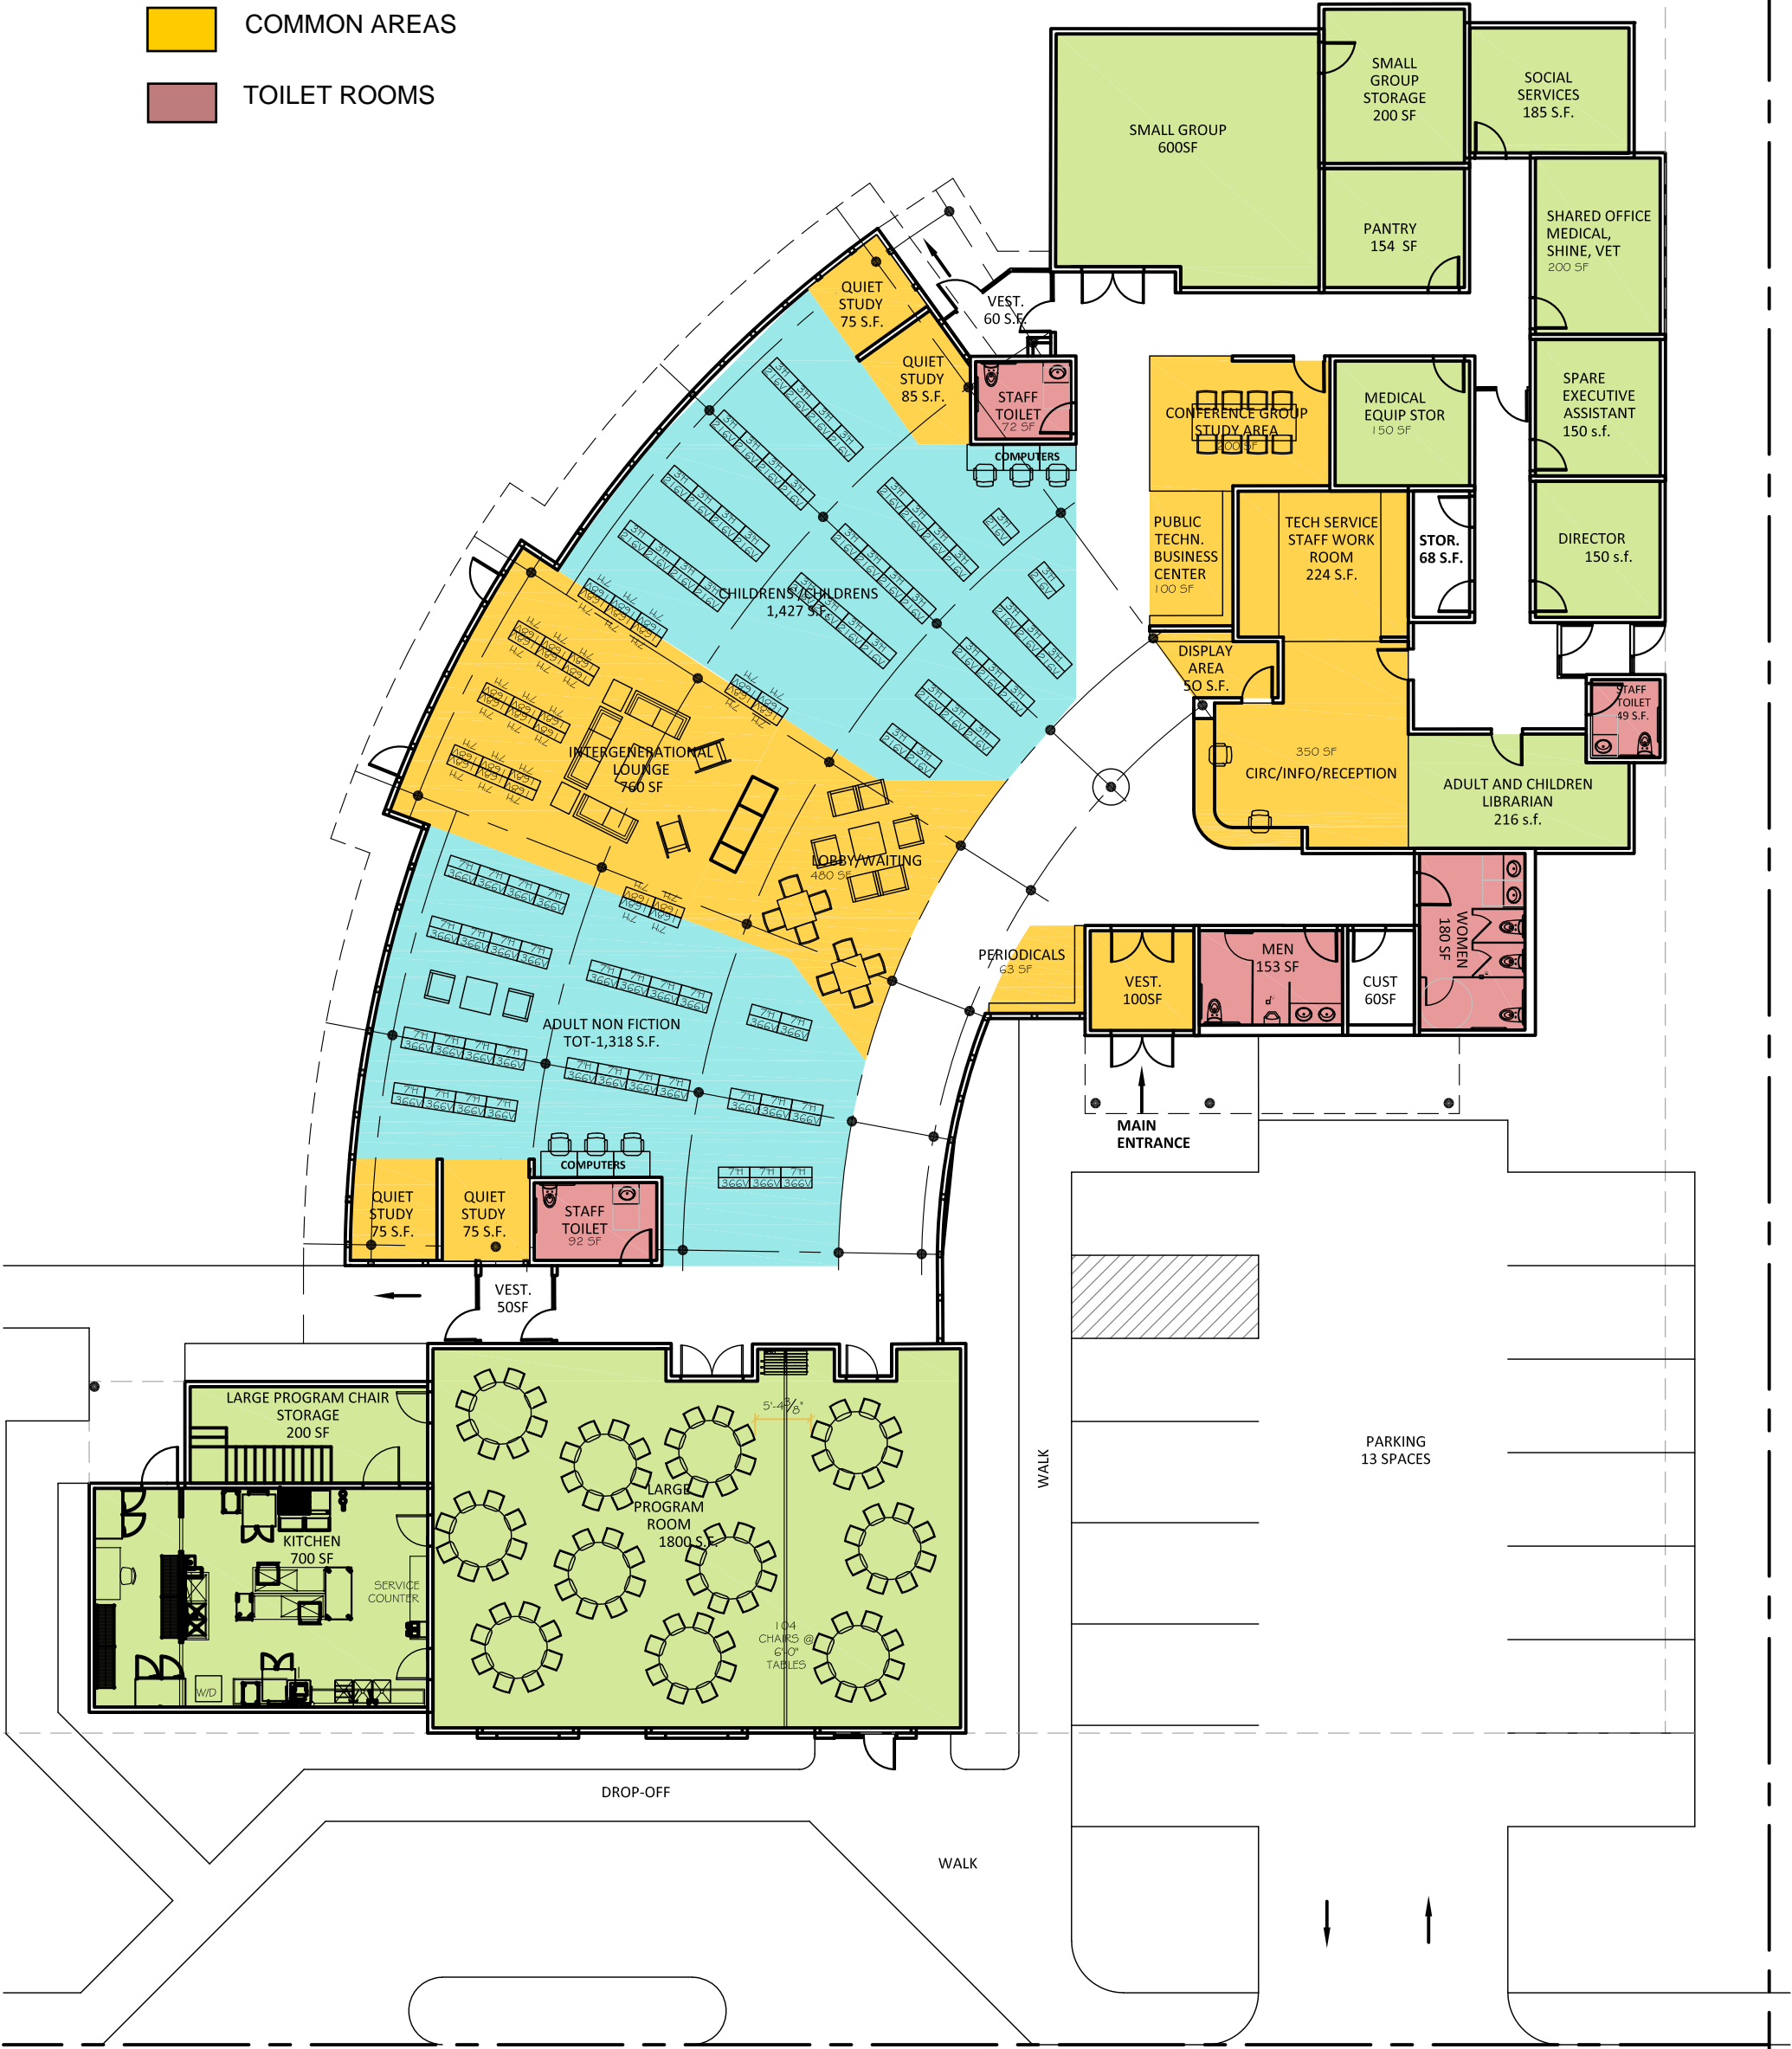 COMMON AREAS
TOILET ROOMS
SMALL GROUP
600SF
SMALL
GROUP
STORAGE
200 SF
SOCIAL
SERVICES
185 S.F.
PANTRY
154 SF
SHARED OFFICE
MEDICAL,
SHINE, VET
200 SF
QUIET
STUDY
75 S.F.
VEST.
60 S.F.
QUIET
STUDY
85 S.F.
STAFF
TOILET
72 SF
COMPUTERS
CONFERENCE GROUP
STUDY AREA
200 SF
MEDICAL
EQUIP STOR
150 SF
SPARE
EXECUTIVE
ASSISTANT
150 s.f.
PUBLIC
TECHN.
BUSINESS
CENTER
100 SF
TECH SERVICE
STAFF WORK
ROOM
224 S.F.
STOR.
68 S.F.
DIRECTOR
150 s.f.
CHILDRENS'/CHILDRENS
1,427 S.F.
DISPLAY
AREA
50 S.F.
STAFF
TOILET
49 S.F.
INTERGENERATIONAL
LOUNGE
760 SF
350 SF
CIRC/INFO/RECEPTION
ADULT AND CHILDREN
LIBRARIAN
216 s.f.
LOBBY/WAITING
480 SF
PERIODICALS
63 SF
VEST.
100SF
MEN
153 SF
CUST
60SF
WOMEN
180 SF
ADULT NON FICTION
TOT-1,318 S.F.
MAIN
ENTRANCE
COMPUTERS
QUIET
STUDY
75 S.F.
QUIET
STUDY
75 S.F.
STAFF
TOILET
92 SF
VEST.
50SF
LARGE PROGRAM CHAIR
STORAGE
200 SF
5'-4 3/8"
LARGE
PROGRAM
ROOM
1800 S.F.
WALK
PARKING
13 SPACES
KITCHEN
700 SF
SERVICE
COUNTER
104
CHAIRS @
6'-0"
TABLES
W/D
DROP-OFF
WALK